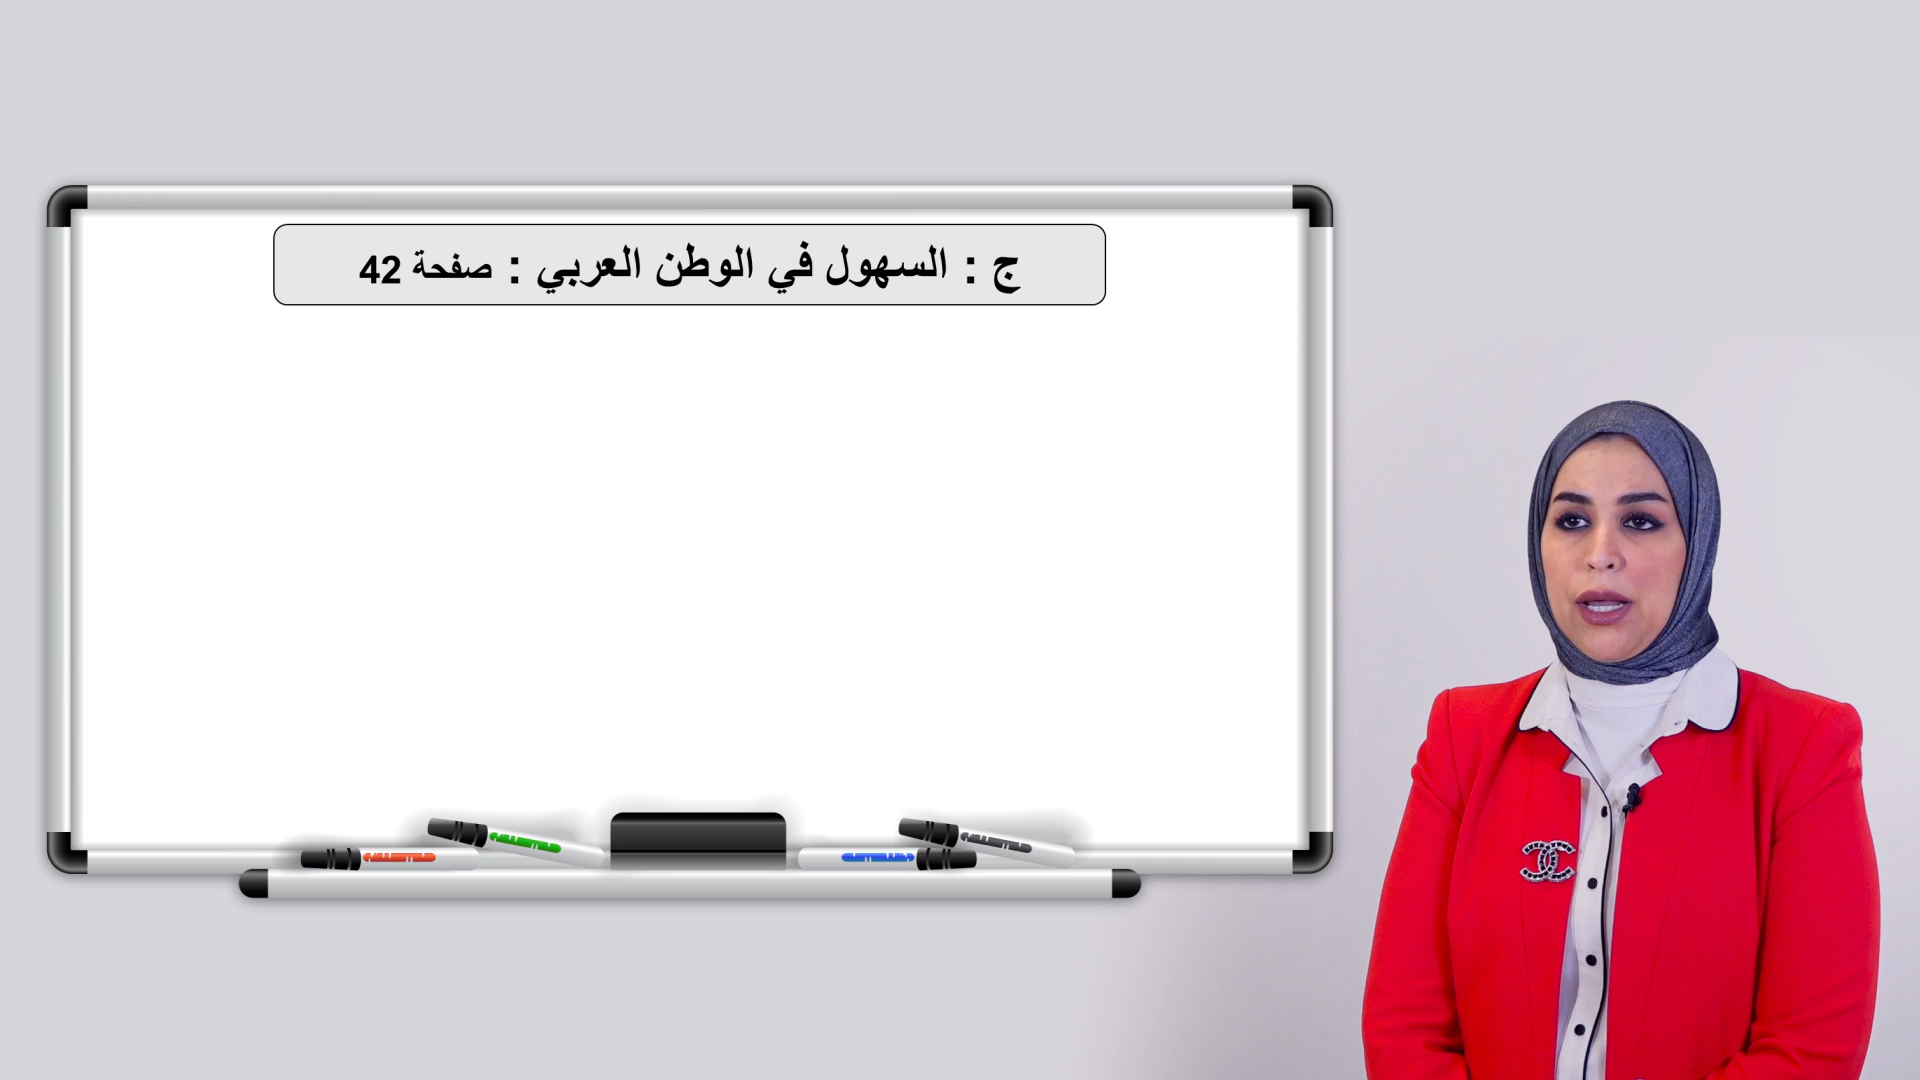 ج : السهول في الوطن العربي : صفحة 42